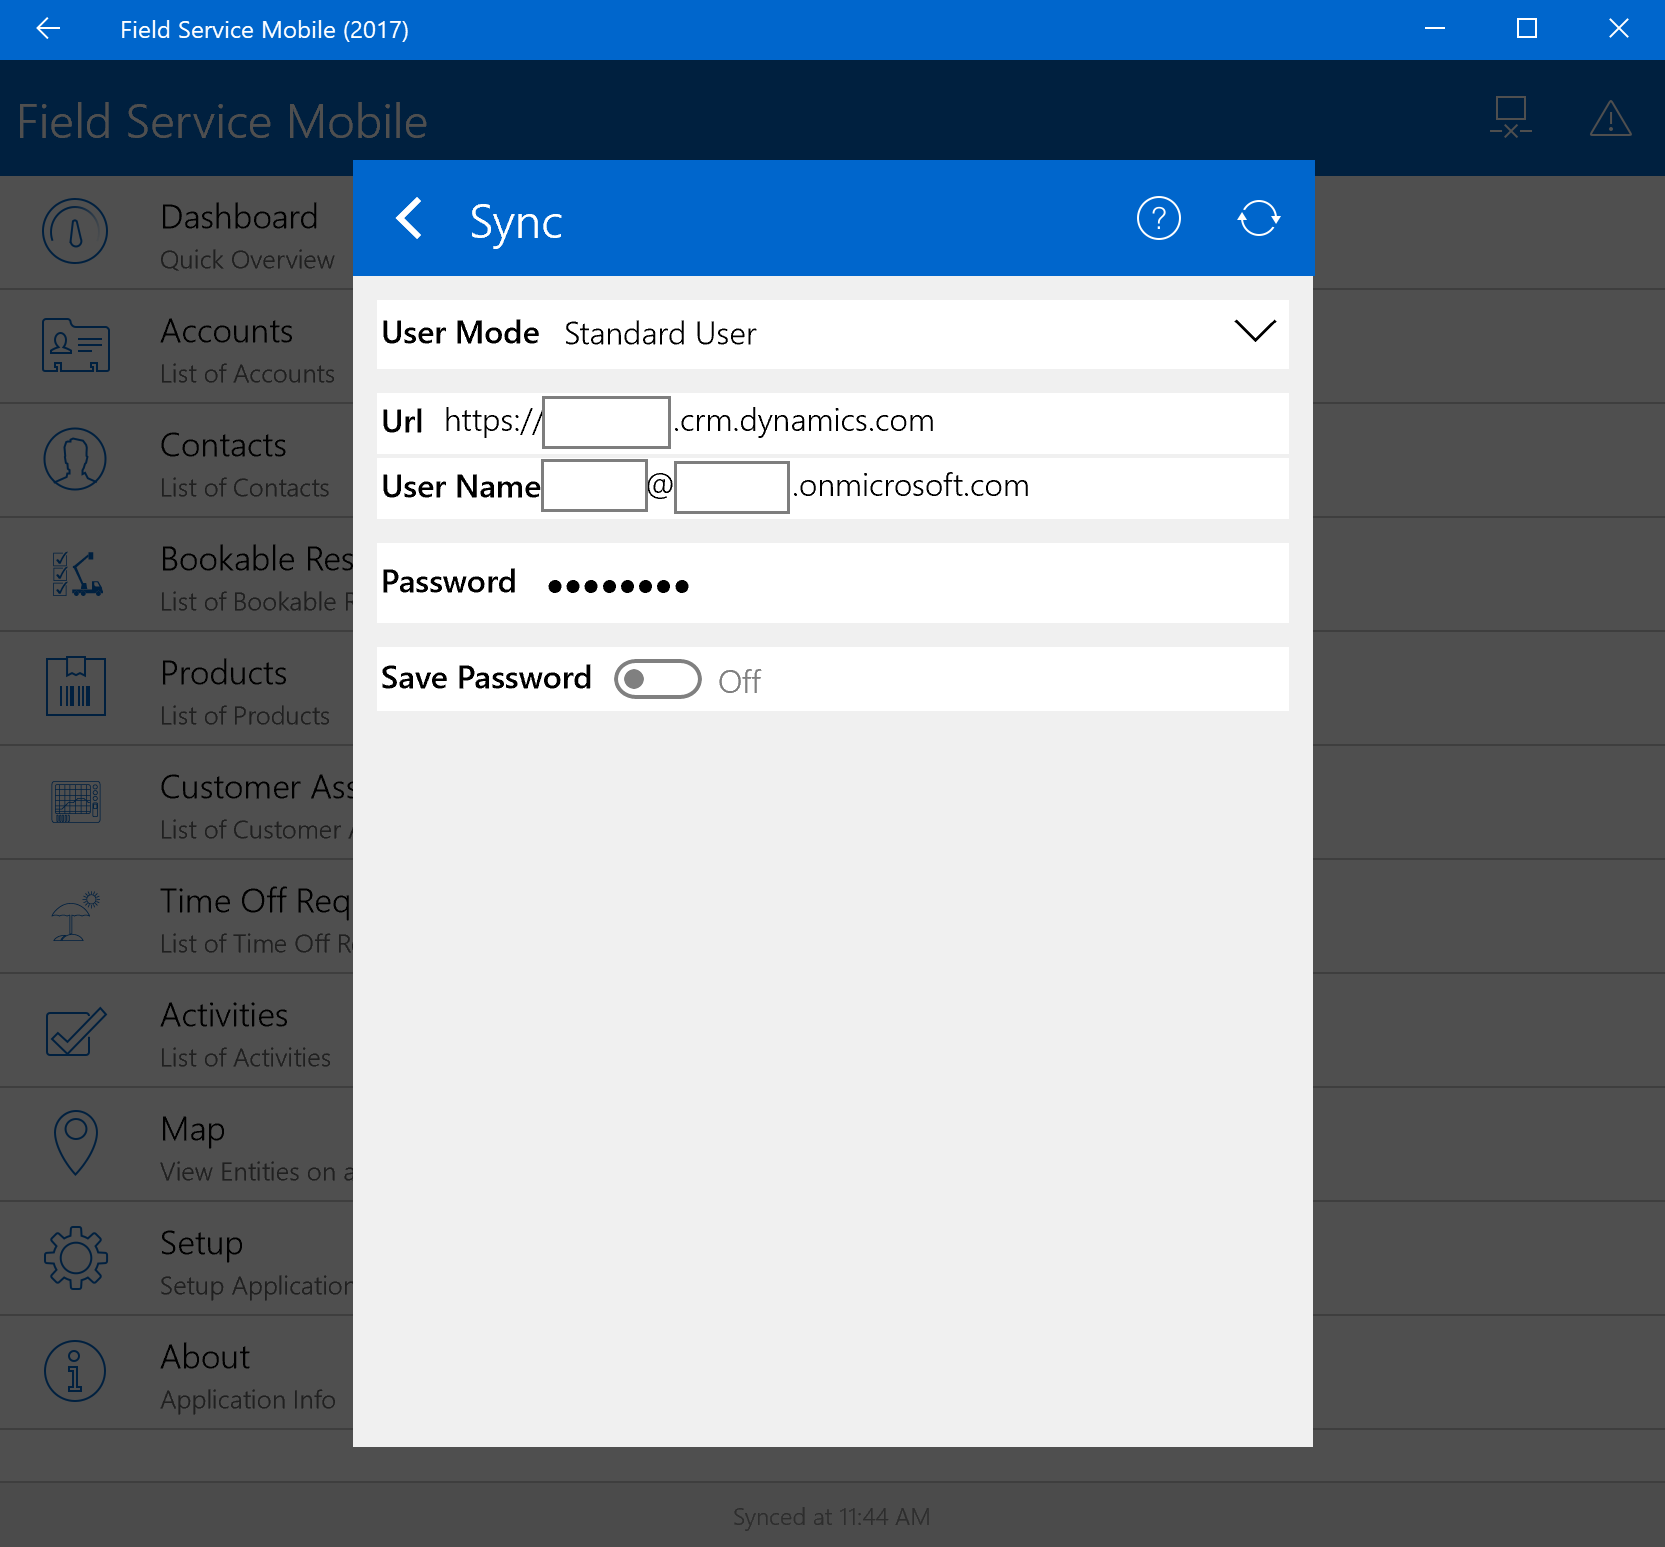 Field Service Mobile (2017)
Field Service Mobile
Sync
?
User Mode Standard User
Url https:// .crm.dynamics.com
User Name @ .onmicrosoft.com
Password ●●●●●●●●
Save Password Off
Dashboard
Quick Overview
Accounts
List of Accounts
Contacts
List of Contacts
Bookable Res
List of Bookable R
Products
List of Products
Customer Ass
List of Customer A
Time Off Req
List of Time Off Re
Activities
List of Activities
Map
View Entities on a
Setup
Setup Application
About
Application Info
Synced at 11:44 AM